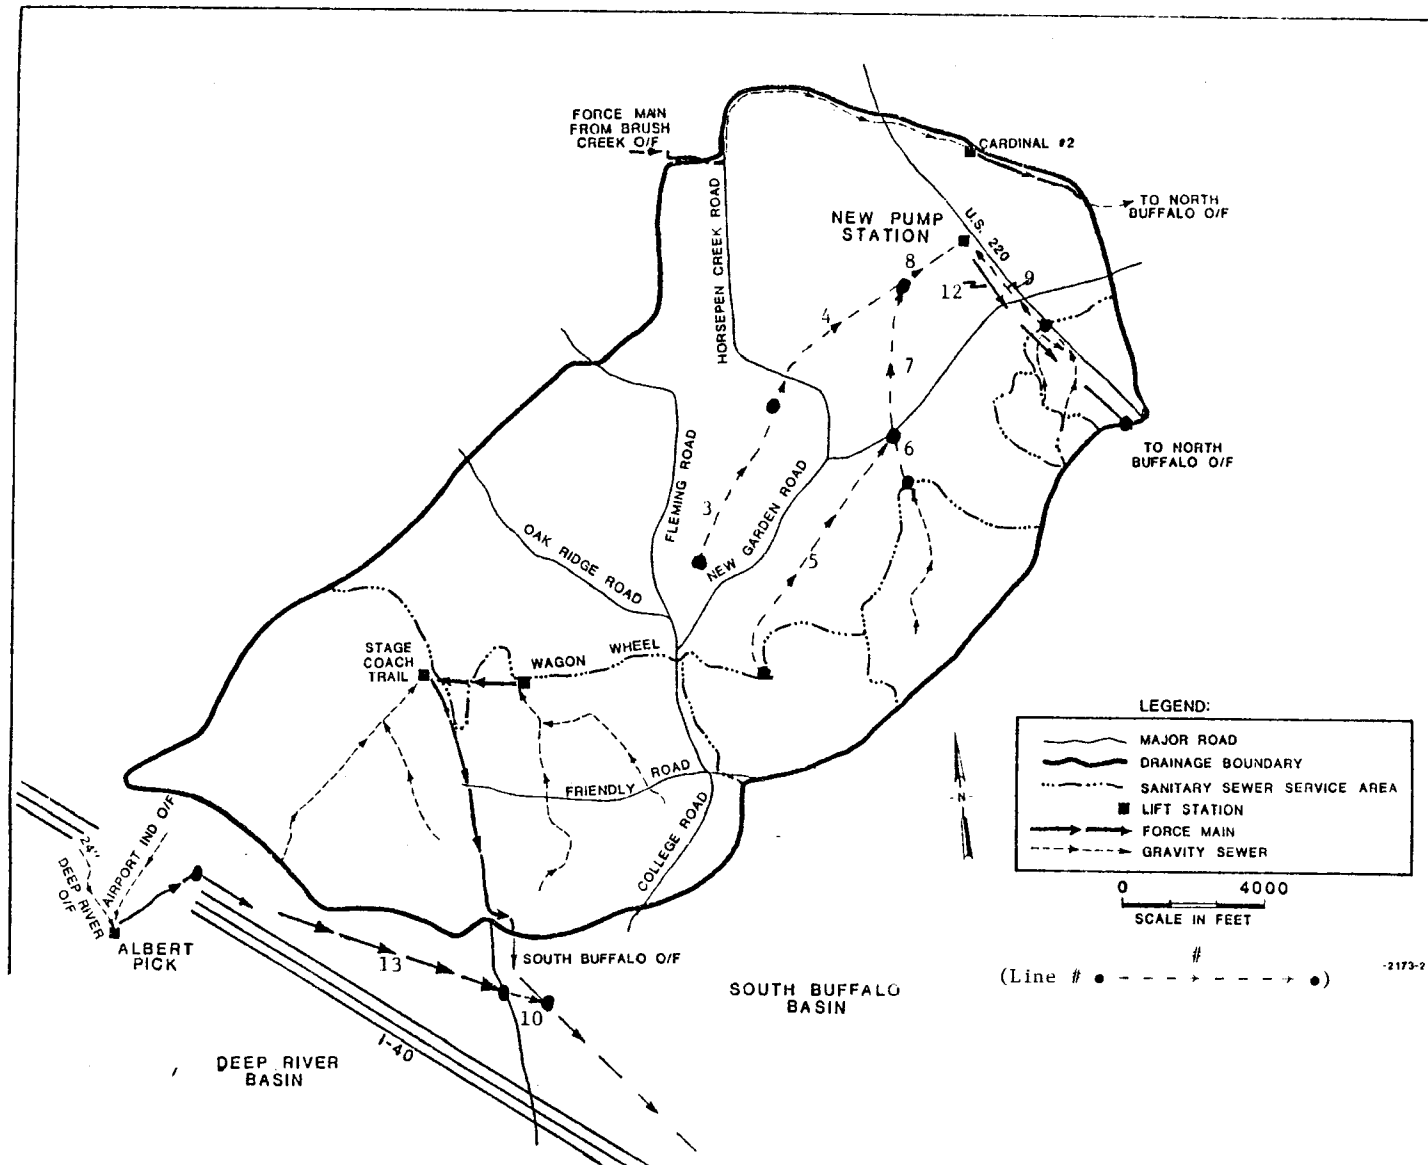 FORCE MAIN
FROM BRUSH
CREEK O/F
CARDINAL #2
TO NORTH
BUFFALO O/F
HORSEPEN CREEK ROAD
NEW PUMP
STATION
U.S. 220
8
9
12
4
7
FLEMING ROAD
6
TO NORTH
BUFFALO O/F
3
NEW GARDEN ROAD
OAK RIDGE ROAD
5
STAGE
COACH
TRAIL
WAGON WHEEL
FRIENDLY ROAD
COLLEGE ROAD
LEGEND:
MAJOR ROAD
DRAINAGE BOUNDARY
SANITARY SEWER SERVICE AREA
LIFT STATION
FORCE MAIN
GRAVITY SEWER
N
0 4000
SCALE IN FEET
24"
DEEP RIVER
O/F
AIRPORT IND O/F
ALBERT
PICK
13
SOUTH BUFFALO O/F
10
SOUTH BUFFALO
BASIN
#
(Line # )
-2173-2
I-40
DEEP RIVER
BASIN